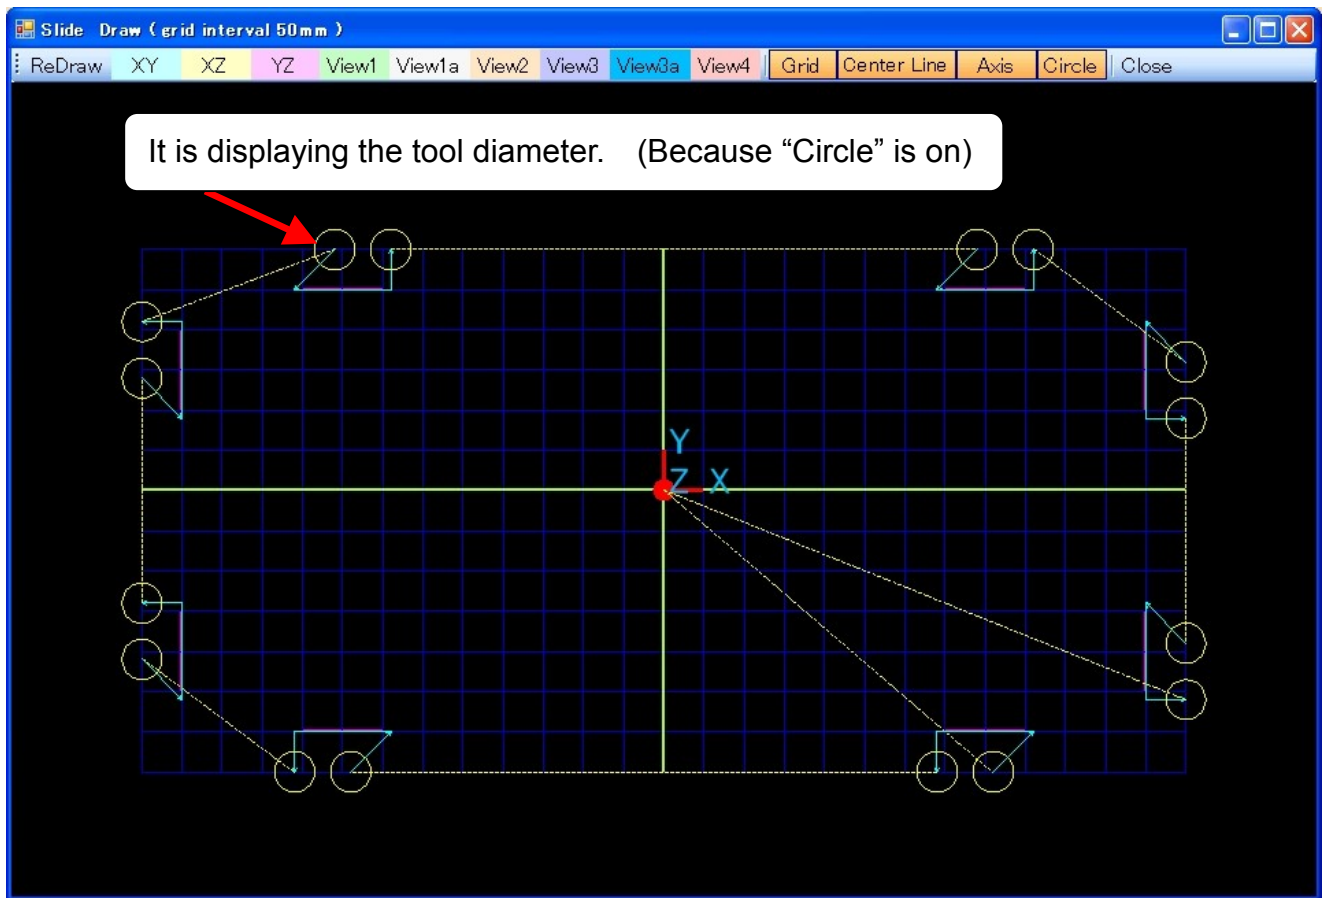 Slide Draw ( grid interval 50mm )
ReDraw XY XZ YZ View1 View1a View2 View3 View3a View4 Grid Center Line Axis Circle Close
It is displaying the tool diameter. (Because “Circle” is on)
Y
Z X